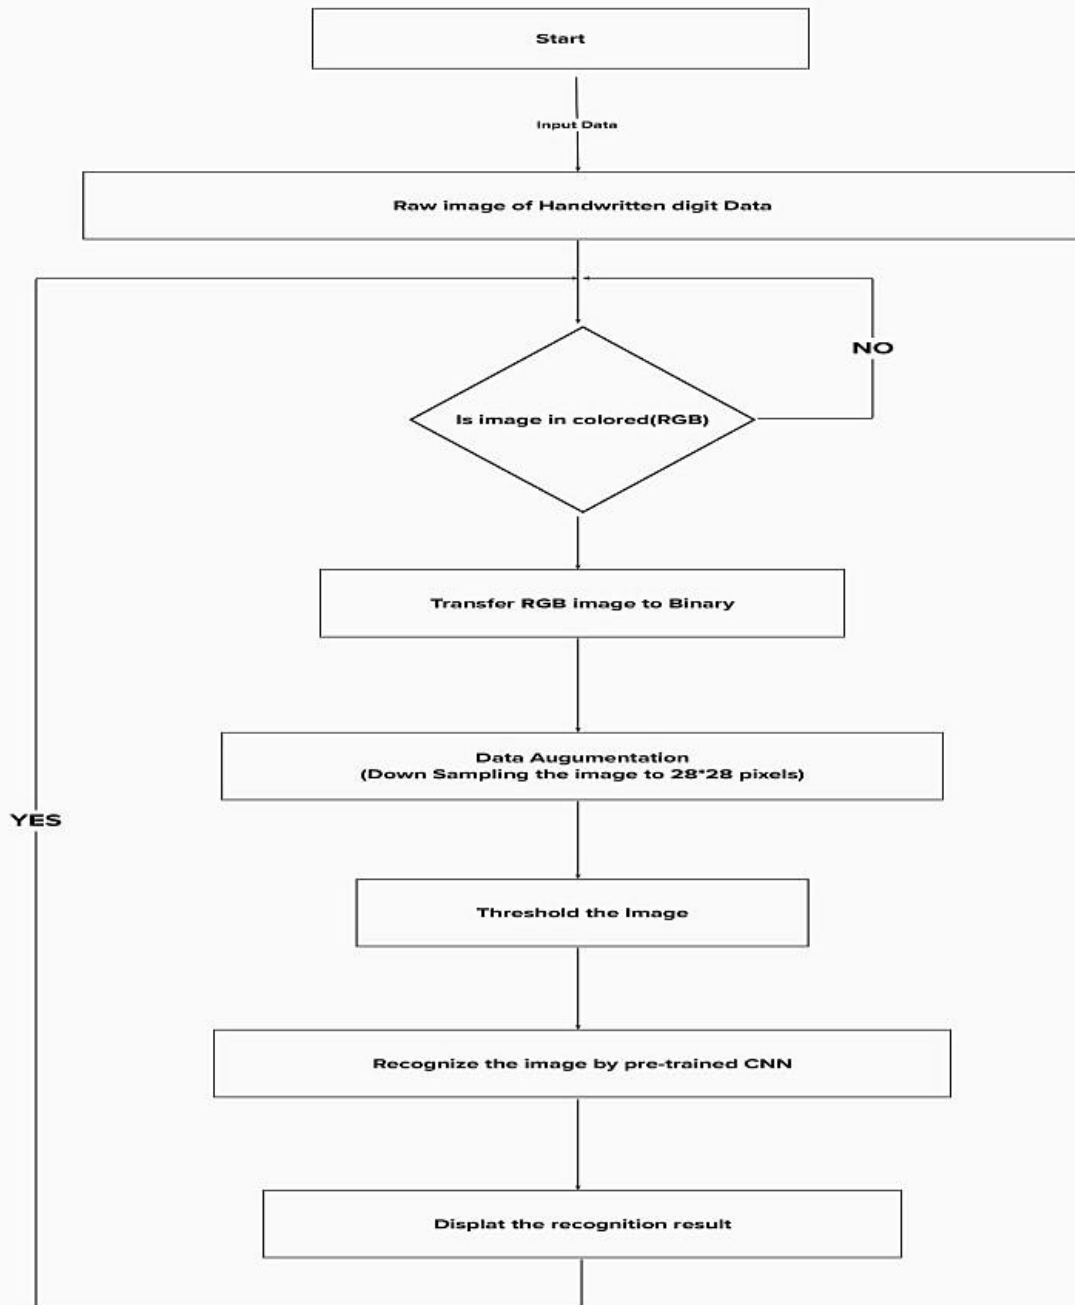 Start
Input Data
Raw image of Handwritten digit Data
NO
Is image in colored(RGB)
Transfer RGB image to Binary
Data Augumentation
(Down Sampling the image to 28*28 pixels)
YES
Threshold the Image
Recognize the image by pre-trained CNN
Displat the recognition result